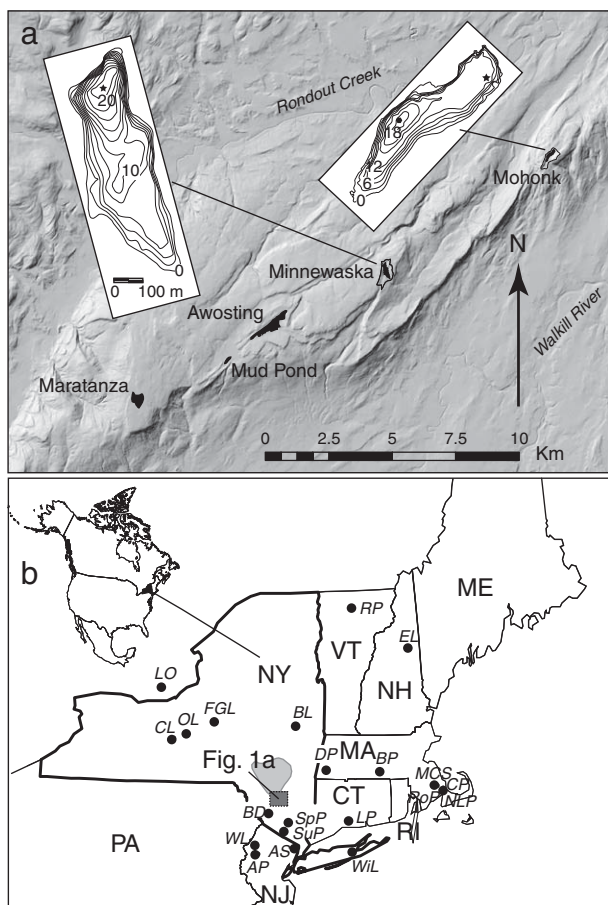 a
20
10
0
0 100 m
18
12
6
0
Rondout Creek
Mohonk
N
Minnewaska
Awosting
Walkill River
Mud Pond
Maratanza
0 2.5 5 7.5 10
Km
b
ME
RP
EL
VT
NY
LO
NH
FGL
OL
BL
CL
MA
DP
BP
MCS
Fig. 1a
CP
CT
RoP
NLP
BD
SpP
LP
RI
SuP
PA
WL
AS
WiL
AP
NJ